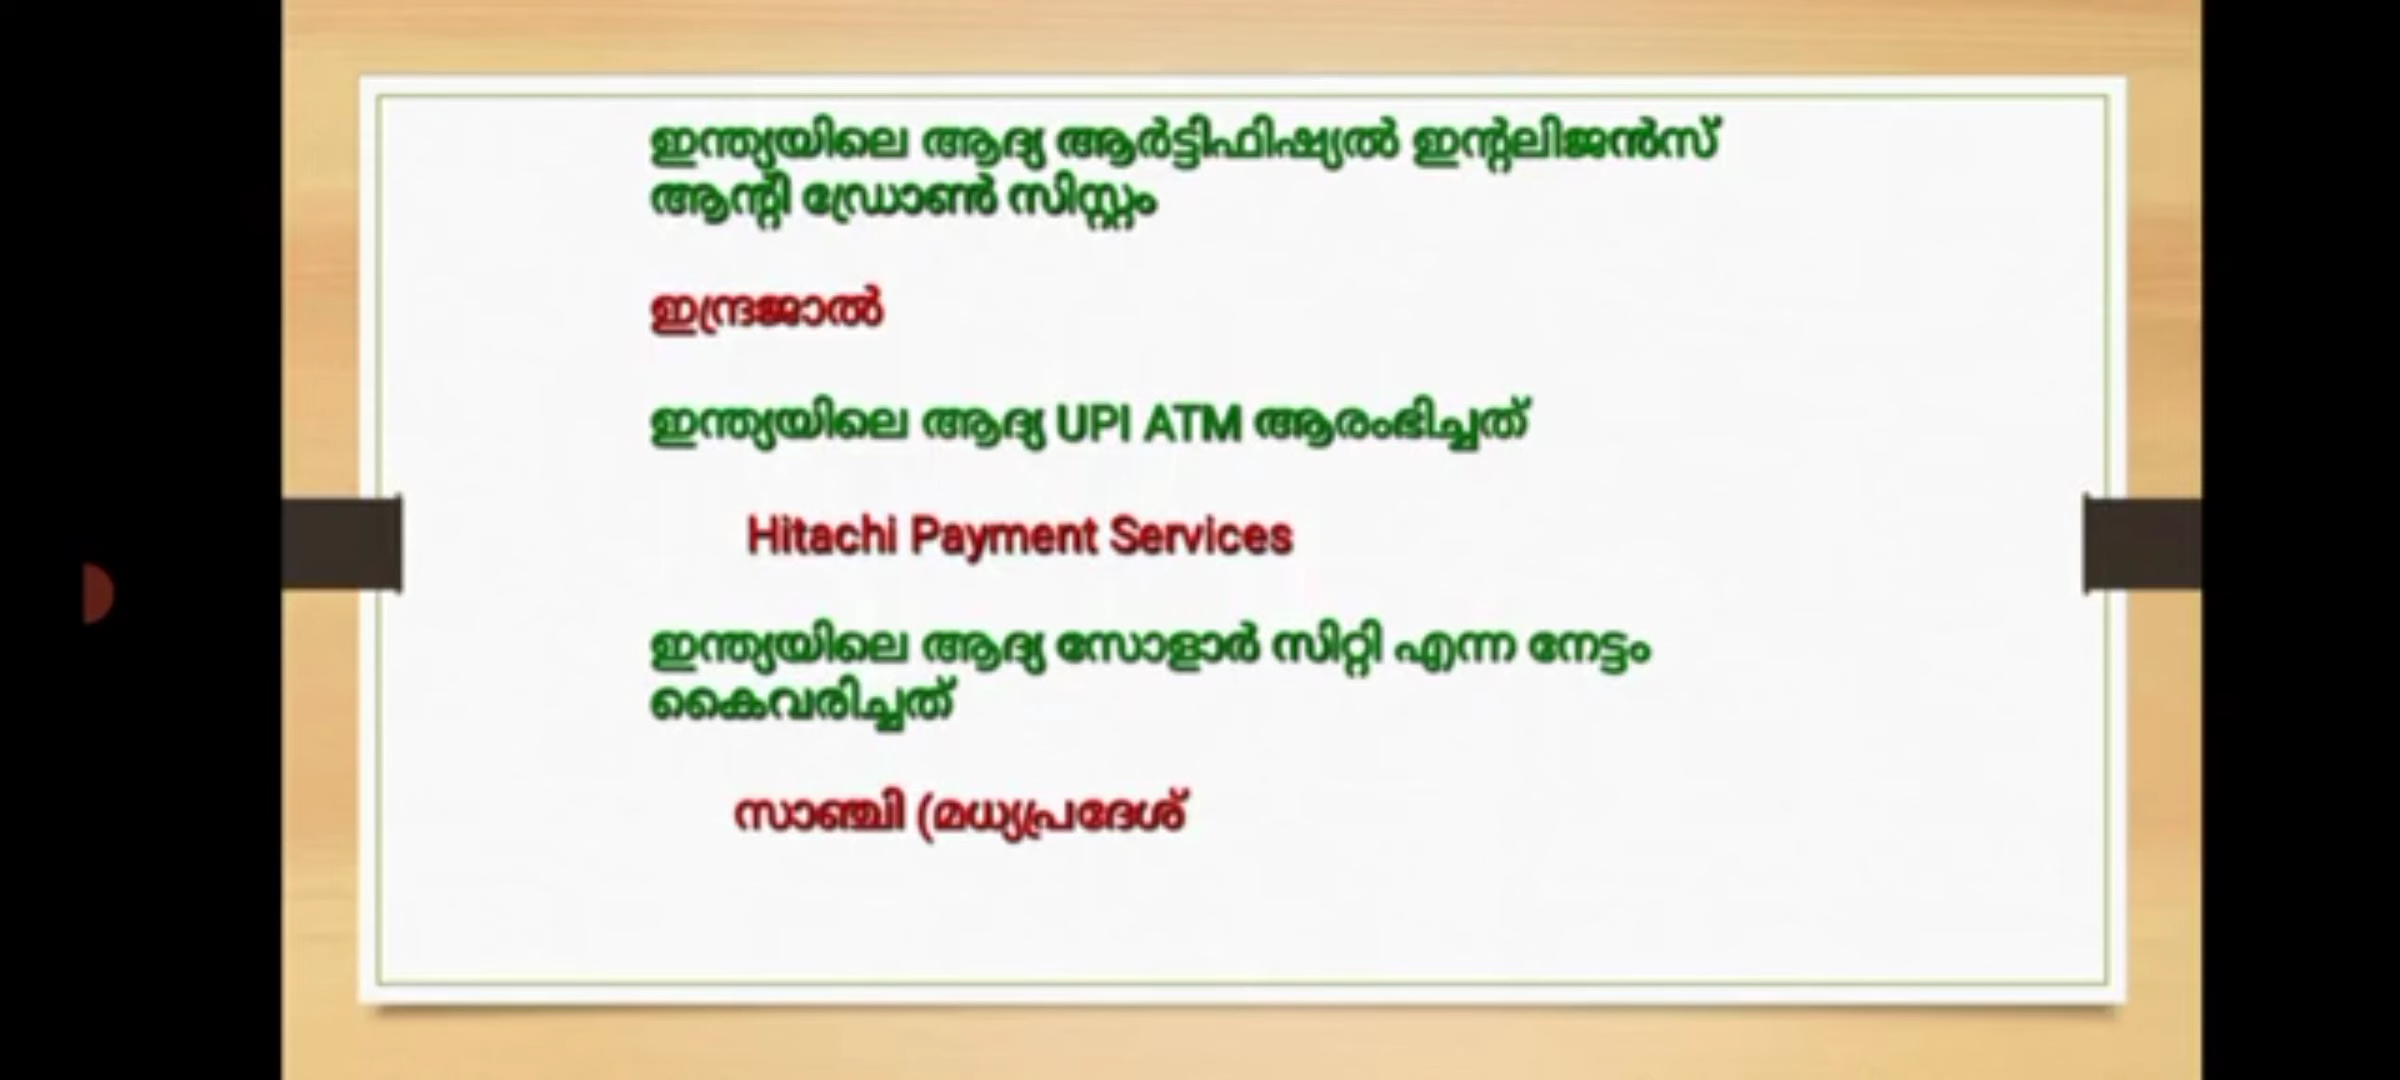 ഇന്ത്യയിലെ ആദ്യ ആർട്ടിഫിഷ്യൽ ഇന്റലിജൻസ്
ആന്റി ഡ്രോൺ സിസ്റ്റം
ഇന്ദ്രജാൽ
ഇന്ത്യയിലെ ആദ്യ UPI ATM ആരംഭിച്ചത്
Hitachi Payment Services
ഇന്ത്യയിലെ ആദ്യ സോളാർ സിറ്റി എന്ന നേട്ടം
കൈവരിച്ചത്
സാഞ്ചി (മധ്യപ്രദേശ്